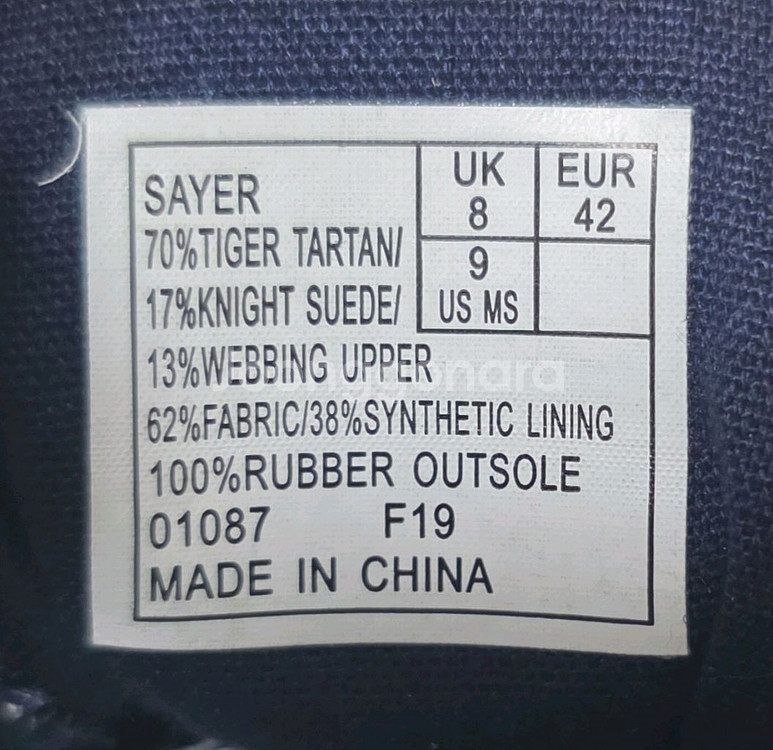 SAYER
70%TIGER TARTAN/
17%KNIGHT SUEDE/
13%WEBBING UPPER
62%FABRIC/38%SYNTHETIC LINING
100%RUBBER OUTSOLE
01087 F19
MADE IN CHINA
UK EUR
8 42
9
US MS